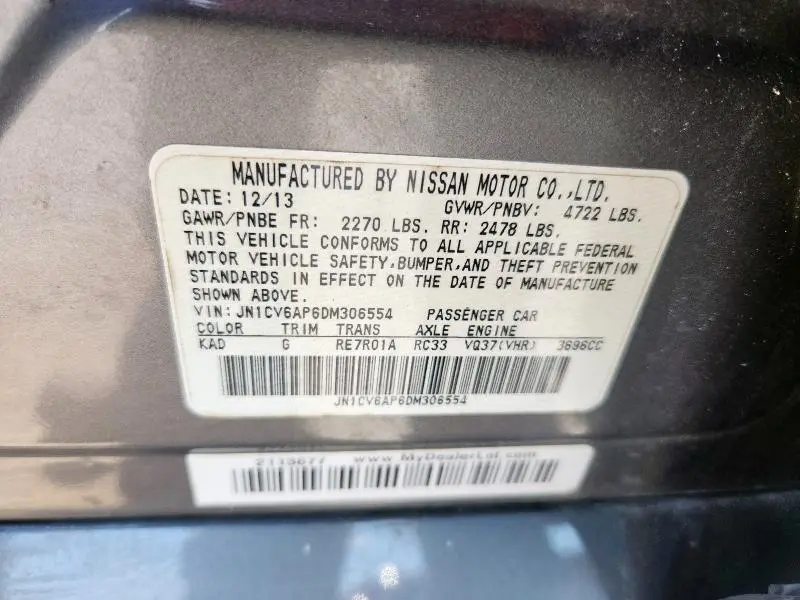 MANUFACTURED BY NISSAN MOTOR CO.,LTD.
DATE: 12/13 GVWR/PNBV: 4722 LBS.
GAWR/PNBE FR: 2270 LBS. RR: 2478 LBS.
THIS VEHICLE CONFORMS TO ALL APPLICABLE FEDERAL
MOTOR VEHICLE SAFETY,BUMPER,AND THEFT PREVENTION
STANDARDS IN EFFECT ON THE DATE OF MANUFACTURE
SHOWN ABOVE.
VIN: JN1CV6AP6DM306554 PASSENGER CAR
COLOR TRIM TRANS AXLE ENGINE
KAD G RE7R01A RC33 VQ37(VHR) 3696CC
JN1CV6AP6DM306554
2113677 www.MyDealerLot.com